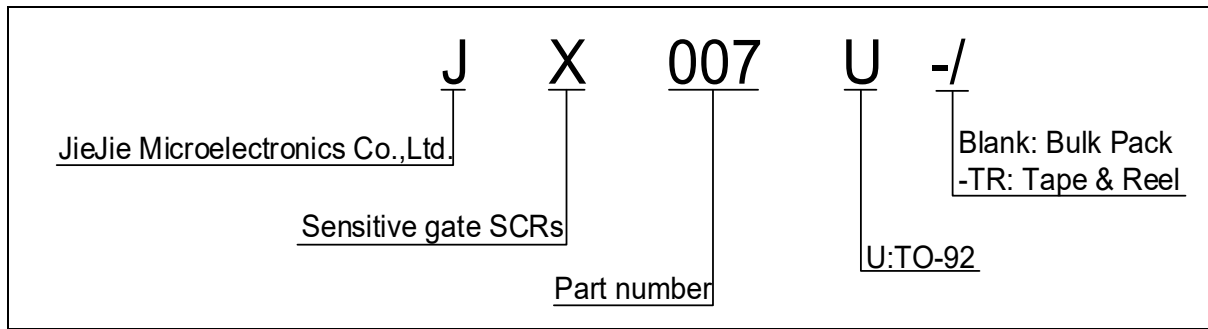 J X 007 U -/
JieJie Microelectronics Co.,Ltd.
Blank: Bulk Pack
-TR: Tape & Reel
Sensitive gate SCRs
U:TO-92
Part number